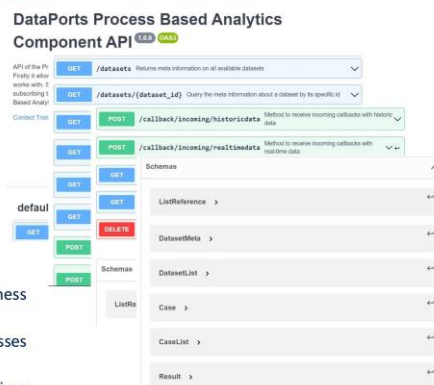 DataPorts Process Based Analytics
Component API 1.0.0 OAS3
API of the Pr
Firstly it allow
works with.
subscribing
Based Analy
Contact
GET /datasets Returns meta information on all available datasets
GET /datasets/{dataset_id} Query the meta information about a dataset by its specific id
GET
POST /callback/incoming/historicdata Method to receive incoming callbacks with historic data
GET
POST /callback/incoming/realtimedata Method to receive incoming callbacks with real-time data
GET
GET
Schemas
ListReference
defaul
GET
GET
GET
GET
DELETE
DatasetMeta
POST
Schemas
DatasetList
POST
ListRe
Case
ness
CaseList
sses
Result